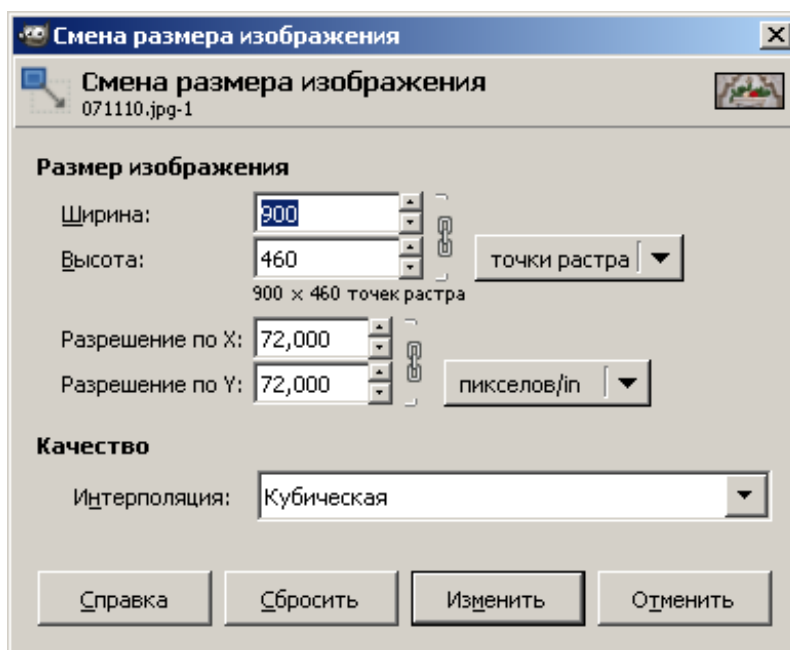 Смена размера изображения
Смена размера изображения
071110.jpg-1
Размер изображения
Ширина: 900
Высота: 460 точки растра
900 × 460 точек растра
Разрешение по X: 72,000
Разрешение по Y: 72,000 пикселов/in
Качество
Интерполяция: Кубическая
Справка Сбросить Изменить Отменить